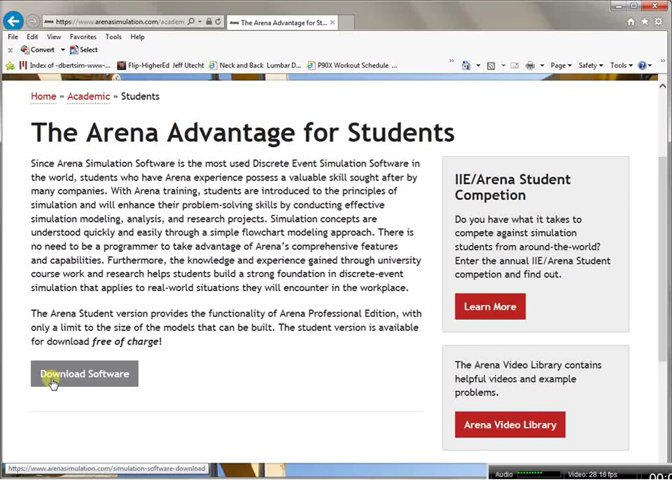 https://www.arenasimulation.com/academ
The Arena Advantage for St...
File Edit View Favorites Tools Help
Convert Select
Index of -dbertsim-www-... Flip-HigherEd Jeff Utecht Neck and Back Lumbar D... P90X Workout Schedule ... Page Safety Tools
Home » Academic » Students
The Arena Advantage for Students
Since Arena Simulation Software is the most used Discrete Event Simulation Software in
the world, students who have Arena experience possess a valuable skill sought after by
many companies. With Arena training, students are introduced to the principles of
simulation and will enhance their problem-solving skills by conducting effective
simulation modeling, analysis, and research projects. Simulation concepts are
understood quickly and easily through a simple flowchart modeling approach. There is
no need to be a programmer to take advantage of Arena's comprehensive features
and capabilities. Furthermore, the knowledge and experience gained through university
course work and research helps students build a strong foundation in discrete-event
simulation that applies to real-world situations they will encounter in the workplace.
The Arena Student version provides the functionality of Arena Professional Edition, with
only a limit to the size of the models that can be built. The student version is available
for download free of charge!
Download Software
IIE/Arena Student
Competion
Do you have what it takes to
compete against simulation
students from around-the-world?
Enter the annual IIE/Arena Student
competion and find out.
Learn More
The Arena Video Library contains
helpful videos and example
problems.
Arena Video Library
https://www.arenasimulation.com/simulation-software-download
Audio Video: 28.16 fps